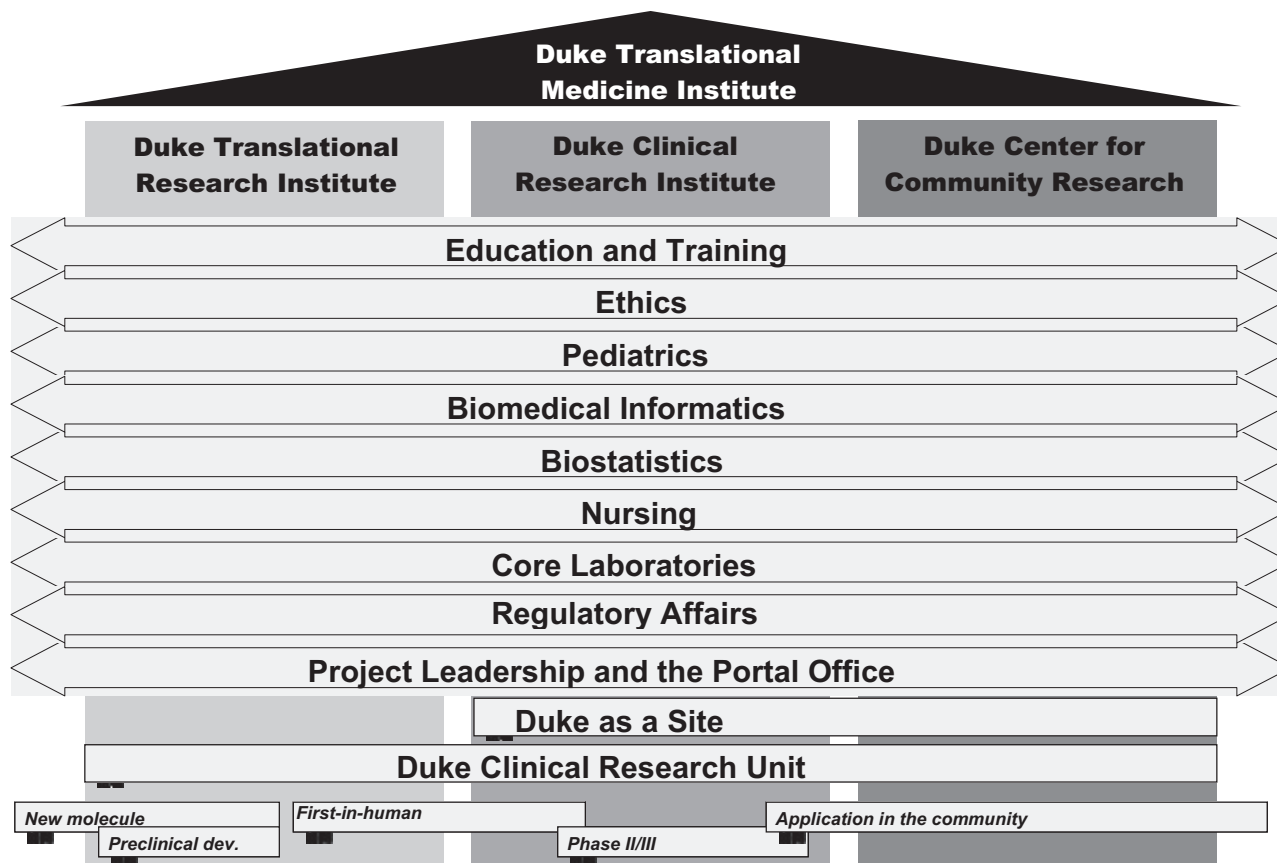 Duke Translational
Medicine Institute
Duke Translational
Research Institute
Duke Clinical
Research Institute
Duke Center for
Community Research
Education and Training
Ethics
Pediatrics
Biomedical Informatics
Biostatistics
Nursing
Core Laboratories
Regulatory Affairs
Project Leadership and the Portal Office
Duke as a Site
Duke Clinical Research Unit
New molecule
Preclinical dev.
First-in-human
Phase II/III
Application in the community